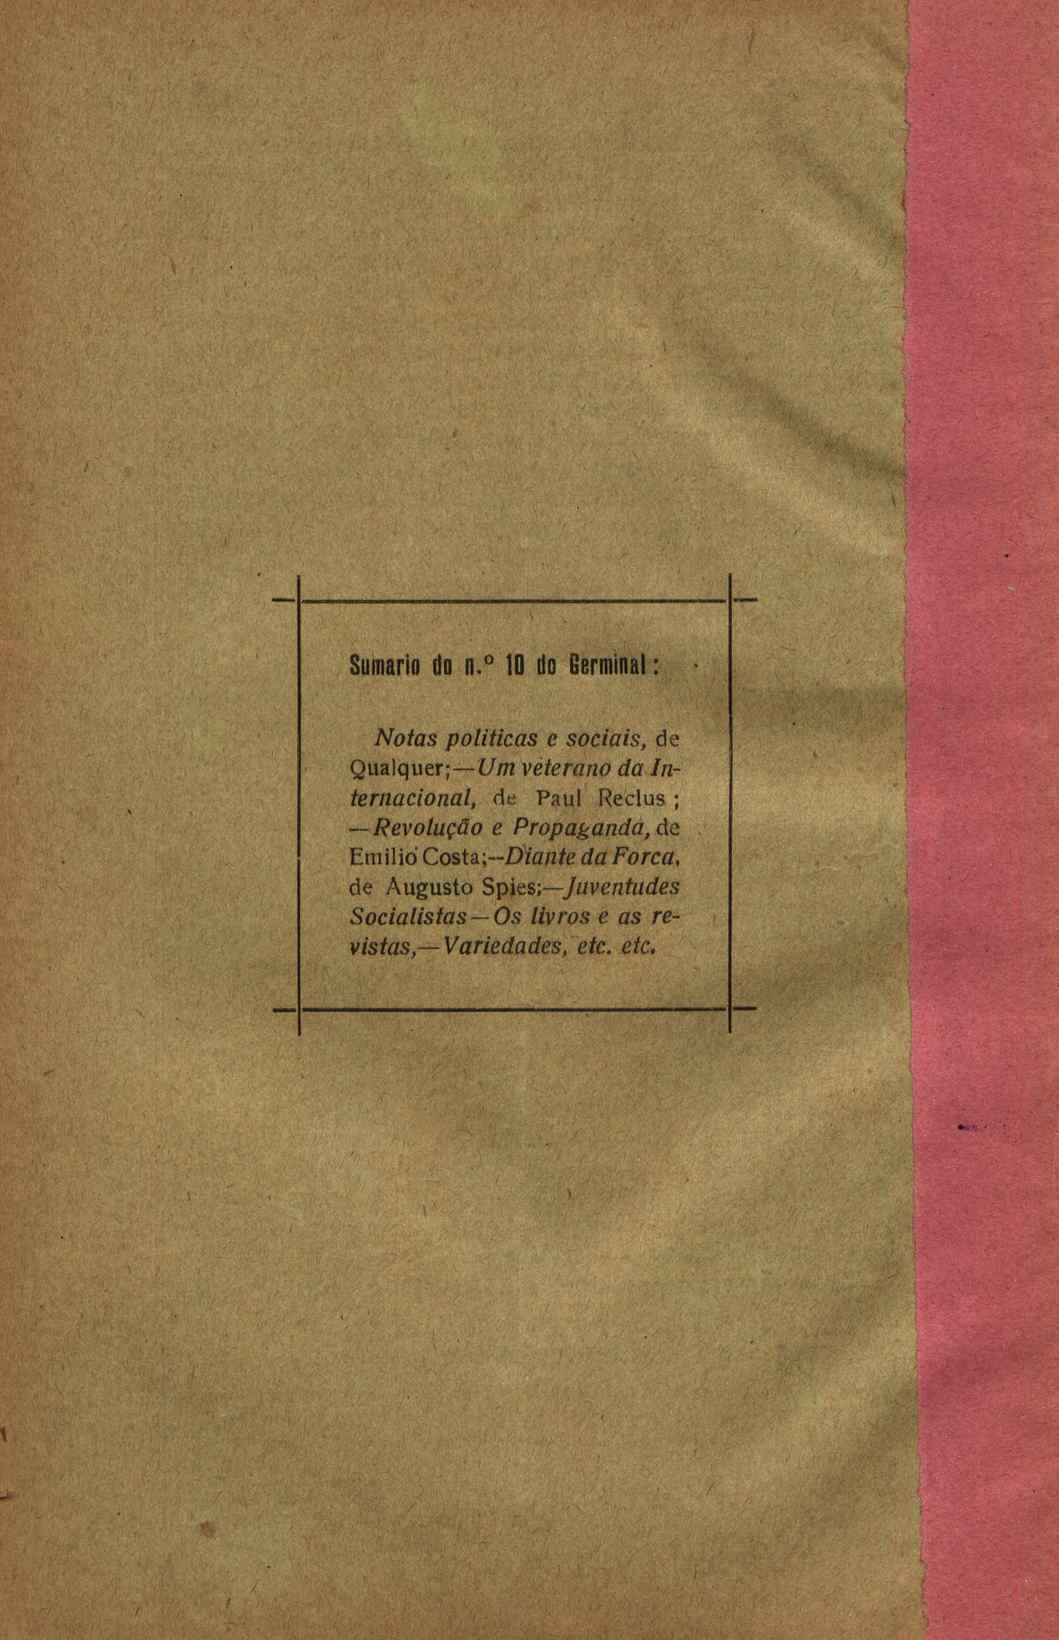 Sumario do n.º 10 do Germinal:
Notas politicas e sociais, de
Qualquer;—Um veterano da In-
ternacional, de Paul Reclus;
—Revolução e Propaganda, de
Emilio Costa;—Diante da Forca,
de Augusto Spies;—Juventudes
Socialistas—Os livros e as re-
vistas,—Variedades, etc. etc.